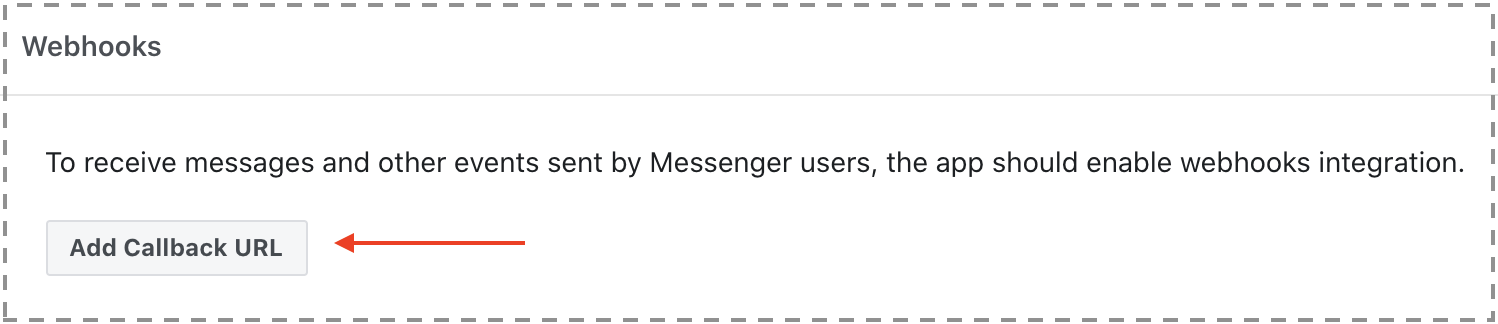 Webhooks
To receive messages and other events sent by Messenger users, the app should enable webhooks integration.
Add Callback URL